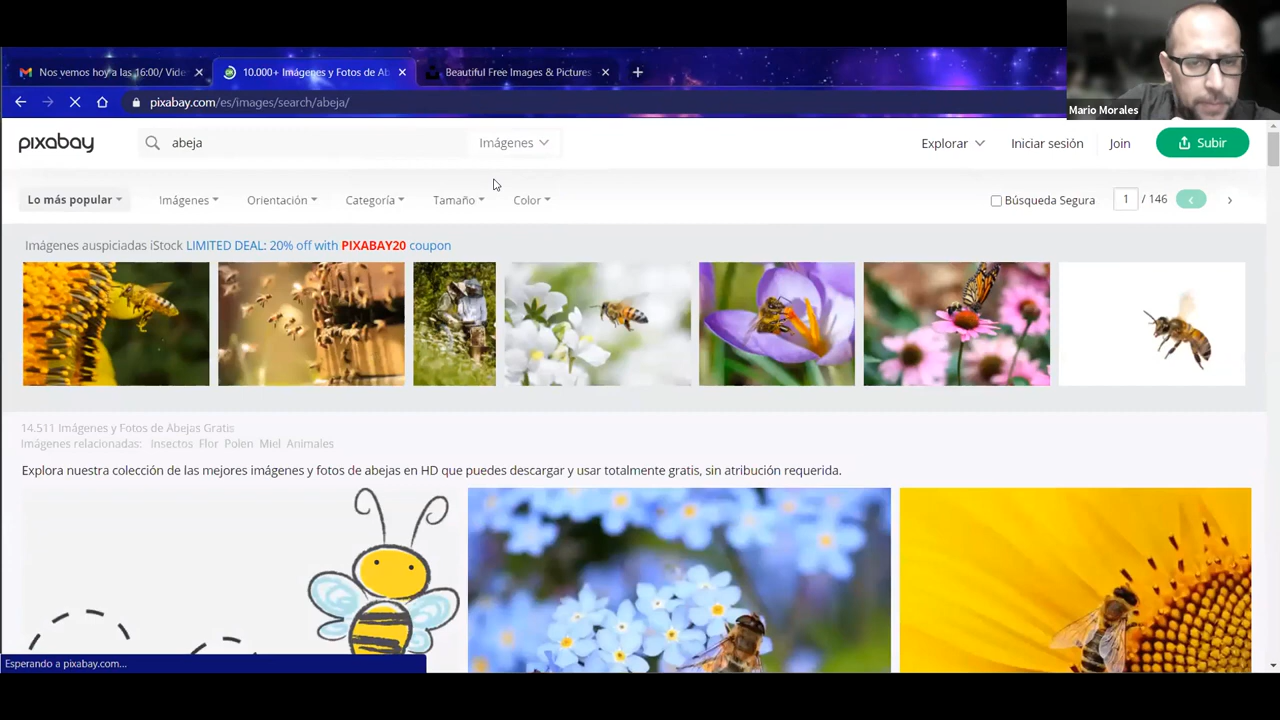 Nos vemos hoy a las 16:00/ Vide
10.000+ Imágenes y Fotos de Ab
Beautiful Free Images & Pictures
Mario Morales
pixabay.com/es/images/search/abeja/
pixabay
abeja
Imágenes
Explorar
Iniciar sesión
Join
Subir
Lo más popular
Imágenes
Orientación
Categoría
Tamaño
Color
Búsqueda Segura
1 / 146
Imágenes auspiciadas iStock LIMITED DEAL: 20% off with PIXABAY20 coupon
14.511 Imágenes y Fotos de Abejas Gratis
Imágenes relacionadas: Insectos Flor Polen Miel Animales
Explora nuestra colección de las mejores imágenes y fotos de abejas en HD que puedes descargar y usar totalmente gratis, sin atribución requerida.
Esperando a pixabay.com...